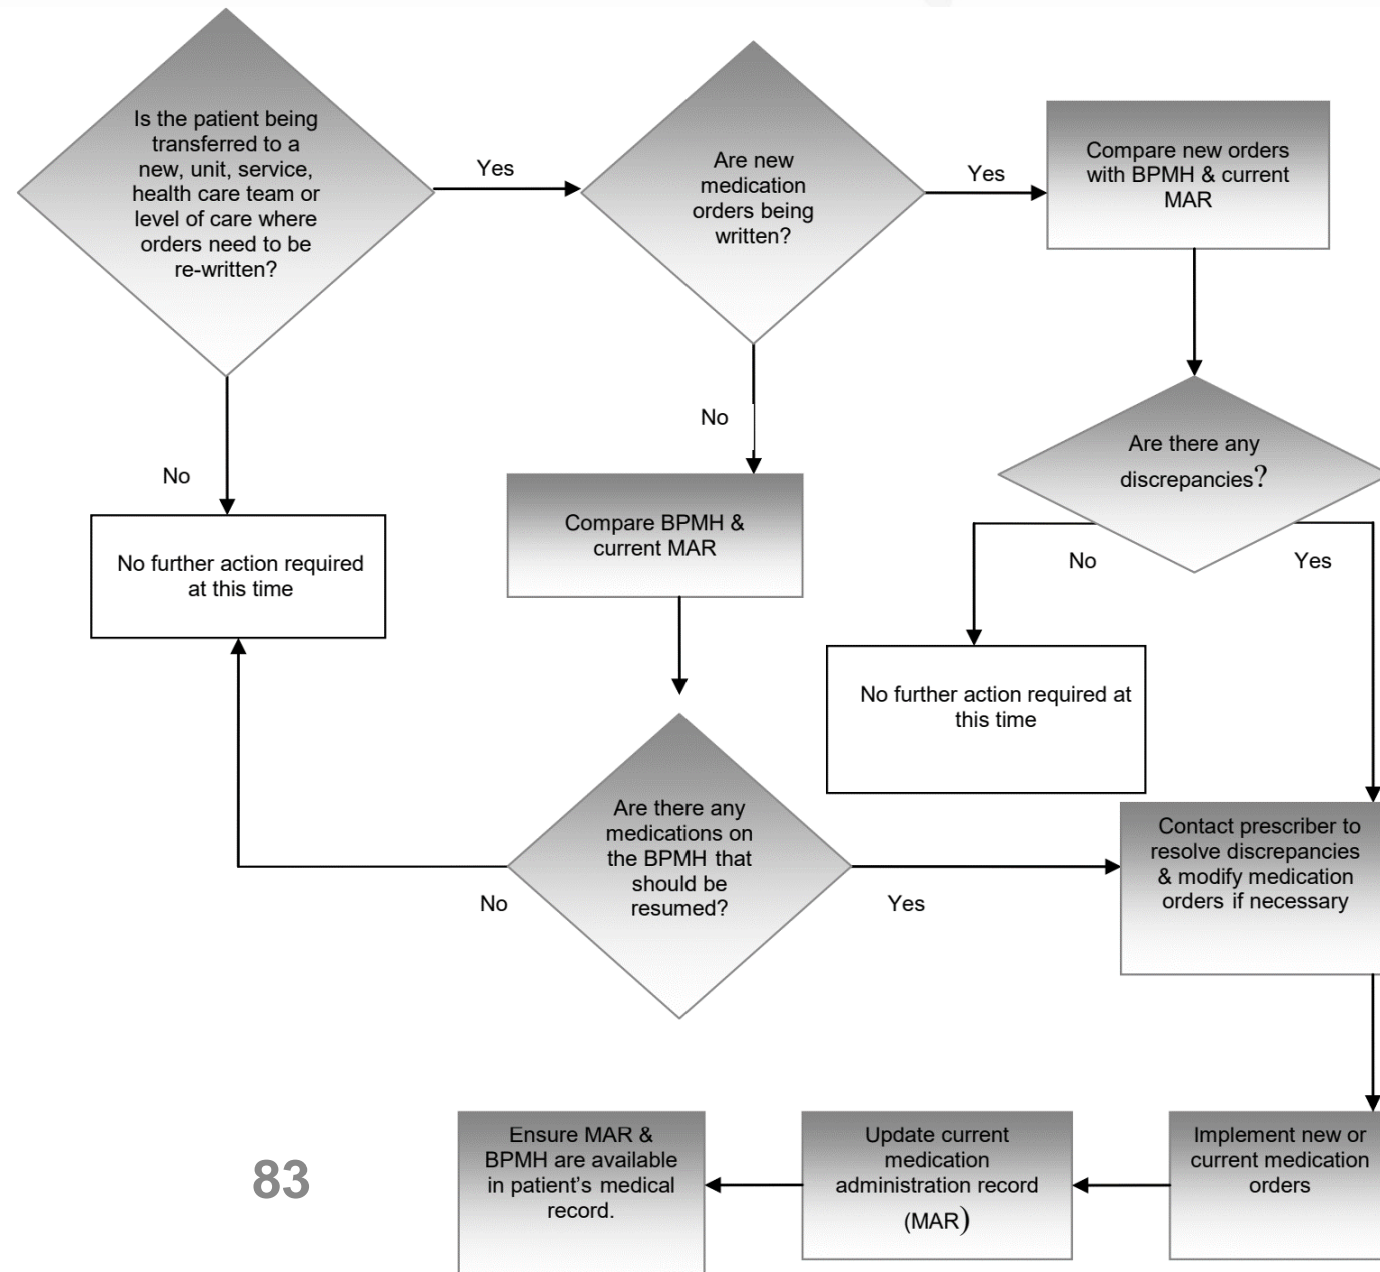 Is the patient being
transferred to a
new, unit, service,
health care team or
level of care where
orders need to be
re-written?
Yes
Are new
medication
orders being
written?
Yes
Compare new orders
with BPMH & current
MAR
No
No
Are there any
discrepancies?
No
Yes
No further action required
at this time
Compare BPMH &
current MAR
No further action required at
this time
Are there any
medications on
the BPMH that
should be
resumed?
No
Yes
Contact prescriber to
resolve discrepancies
& modify medication
orders if necessary
Implement new or
current medication
orders
Update current
medication
administration record
(MAR)
Ensure MAR &
BPMH are available
in patient's medical
record.
83